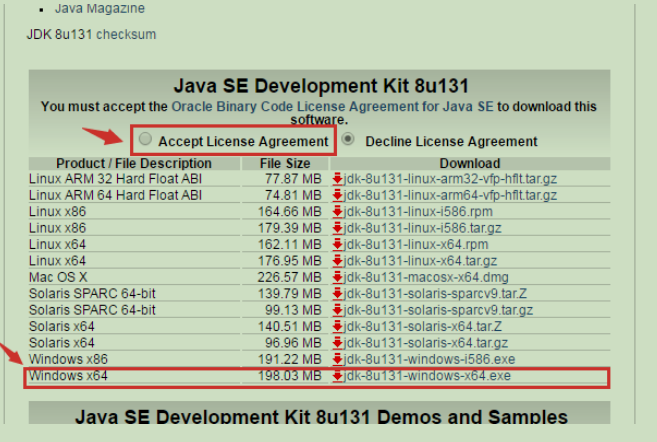 Java Magazine
JDK 8u131 checksum
Java SE Development Kit 8u131
You must accept the Oracle Binary Code License Agreement for Java SE to download this
software.
Accept License Agreement Decline License Agreement
Product / File Description File Size Download
Linux ARM 32 Hard Float ABI 77.87 MB jdk-8u131-linux-arm32-vfp-hflt.tar.gz
Linux ARM 64 Hard Float ABI 74.81 MB jdk-8u131-linux-arm64-vfp-hflt.tar.gz
Linux x86 164.66 MB jdk-8u131-linux-i586.rpm
Linux x86 179.39 MB jdk-8u131-linux-i586.tar.gz
Linux x64 162.11 MB jdk-8u131-linux-x64.rpm
Linux x64 176.95 MB jdk-8u131-linux-x64.tar.gz
Mac OS X 226.57 MB jdk-8u131-macosx-x64.dmg
Solaris SPARC 64-bit 139.79 MB jdk-8u131-solaris-sparcv9.tar.Z
Solaris SPARC 64-bit 99.13 MB jdk-8u131-solaris-sparcv9.tar.gz
Solaris x64 140.51 MB jdk-8u131-solaris-x64.tar.Z
Solaris x64 96.96 MB jdk-8u131-solaris-x64.tar.gz
Windows x86 191.22 MB jdk-8u131-windows-i586.exe
Windows x64 198.03 MB jdk-8u131-windows-x64.exe
Java SE Development Kit 8u131 Demos and Samples